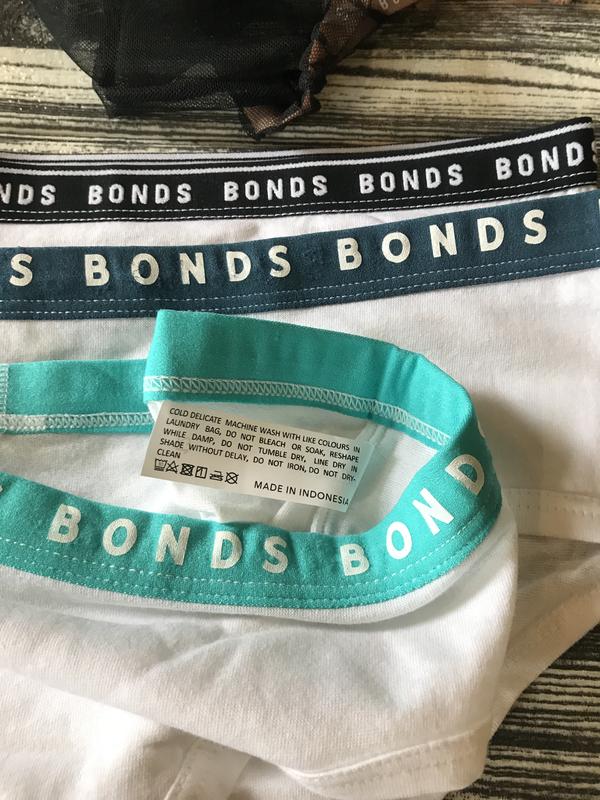 NDS BONDS BONDS BONDS BONDS
S BONDS BONDS
COLD DELICATE MACHINE WASH WITH LIKE COLOURS IN
LAUNDRY BAG, DO NOT BLEACH OR SOAK, RESHAPE
WHILE DAMP, DO NOT TUMBLE DRY, LINE DRY IN
SHADE WITHOUT DELAY, DO NOT IRON, DO NOT DRY-
CLEAN
MADE IN INDONESIA
S BONDS BOND